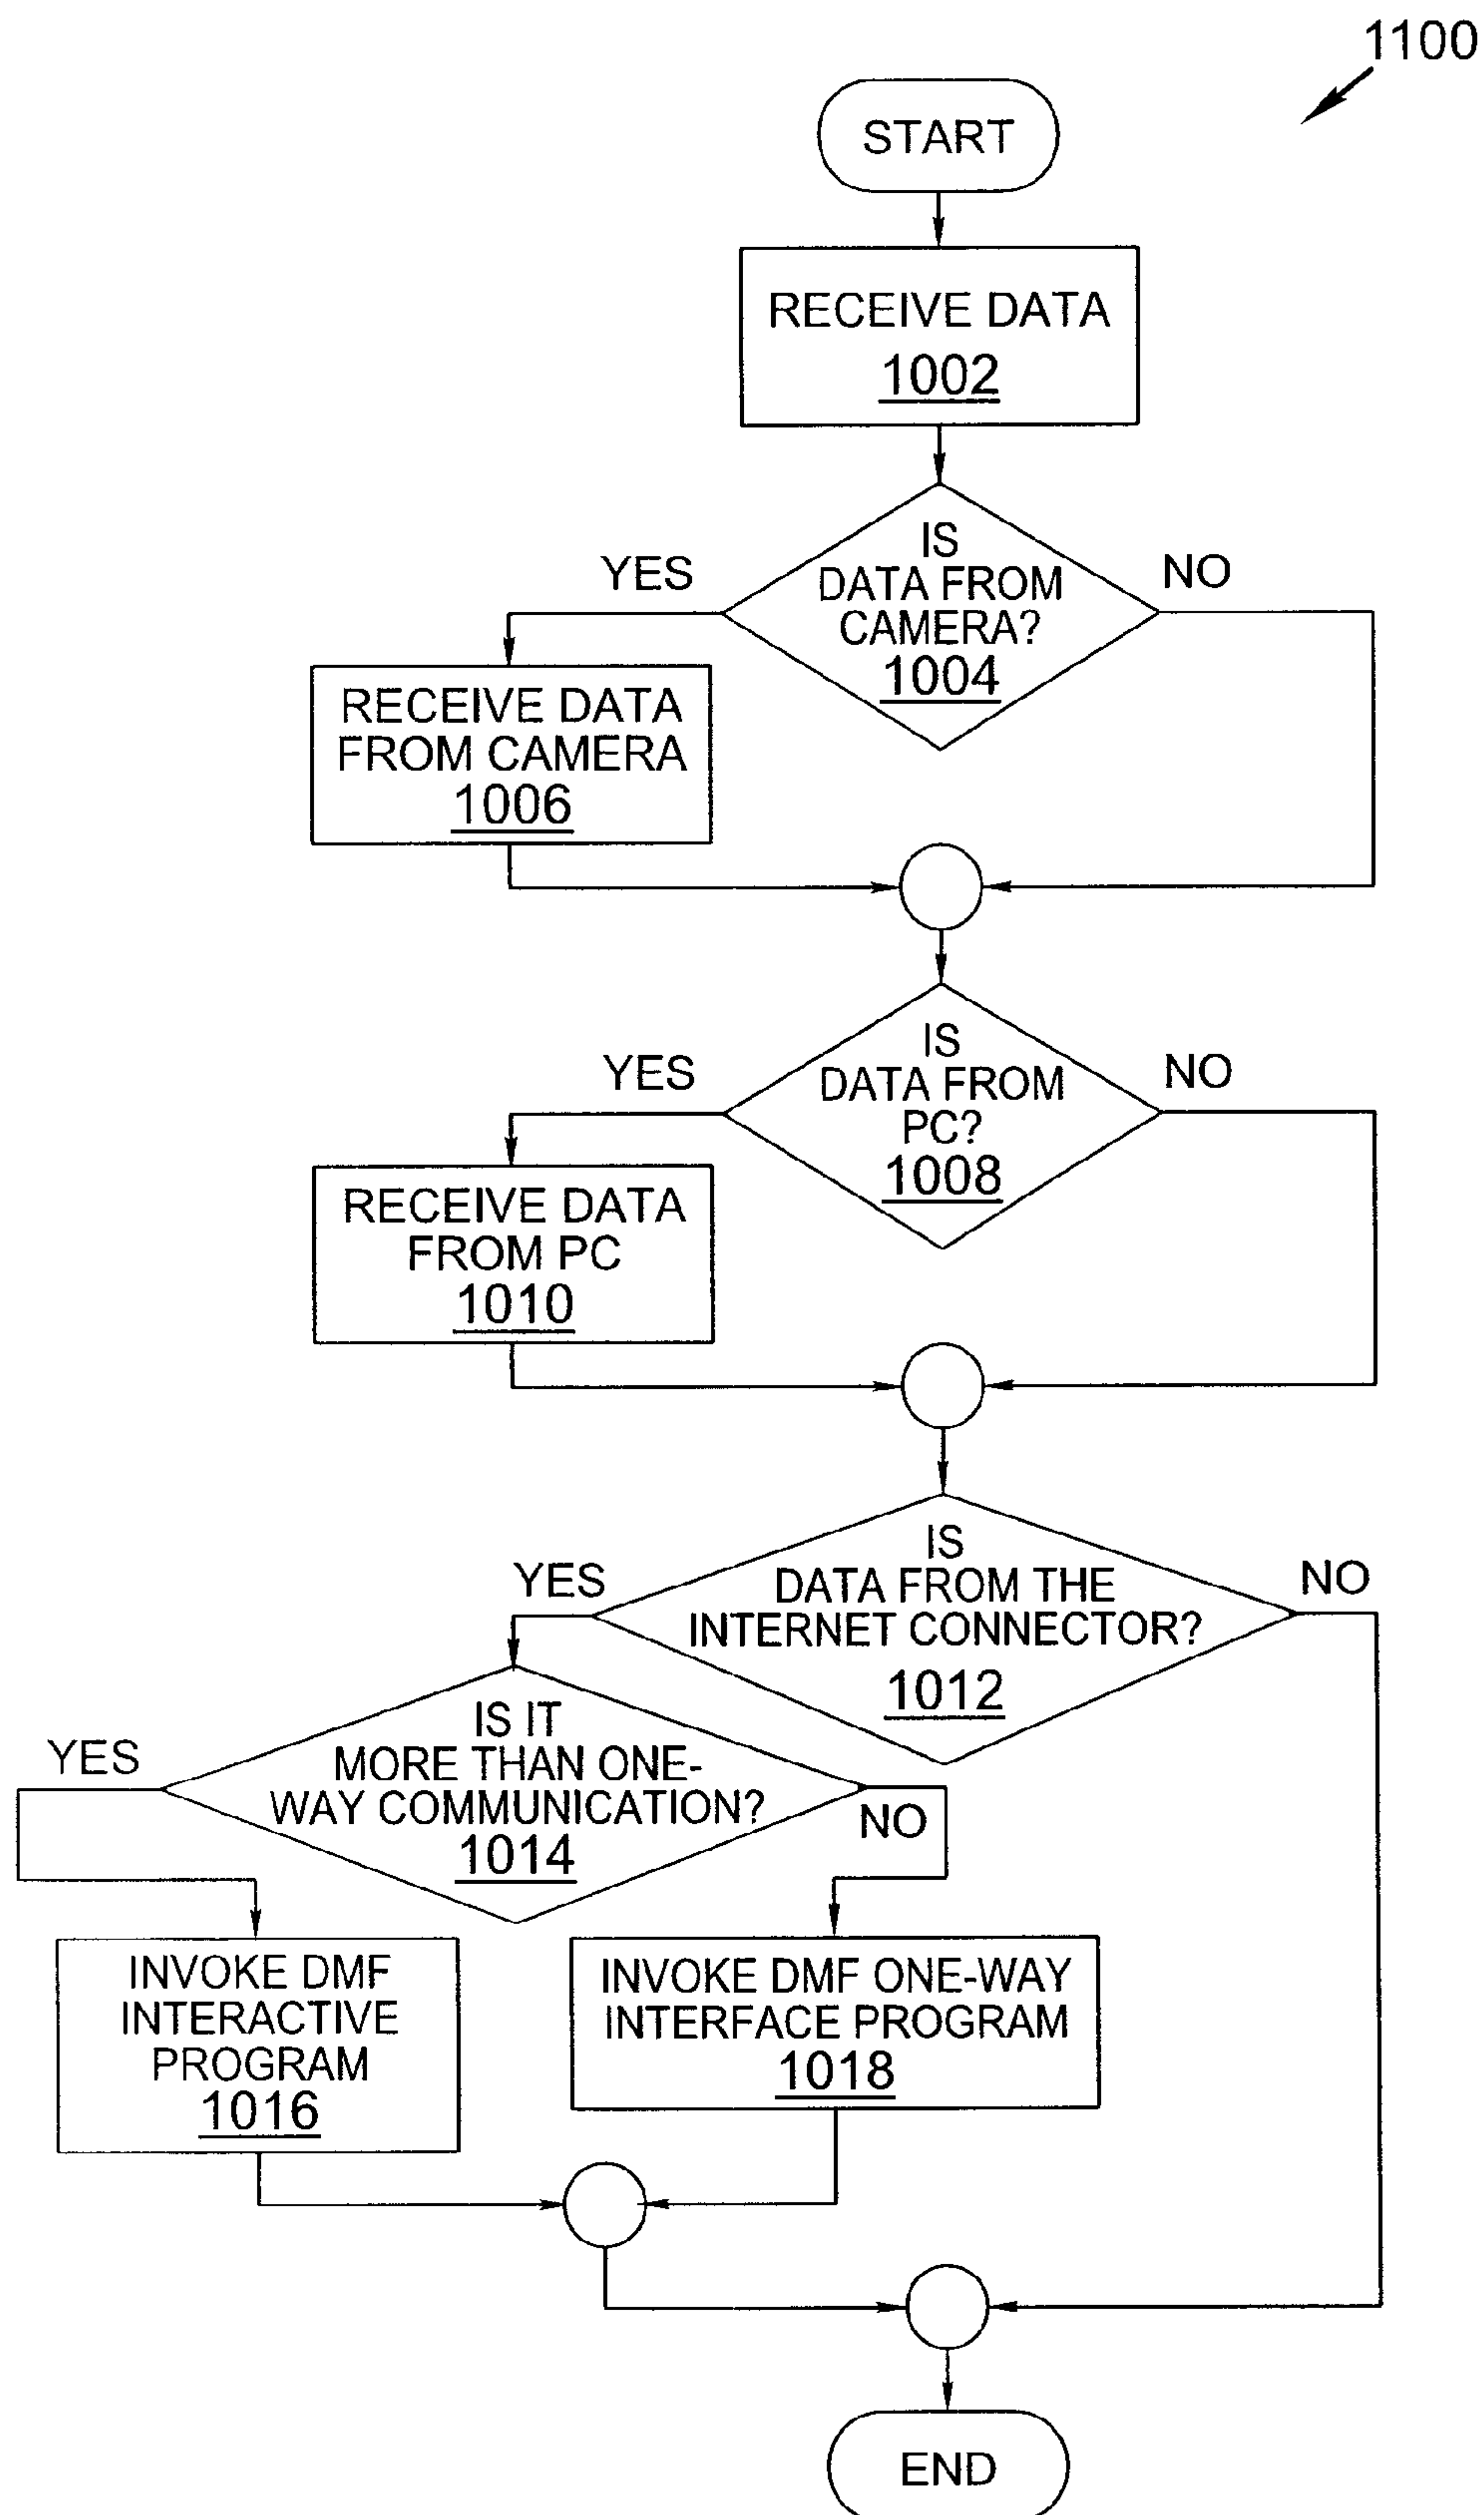 1100
START
RECEIVE DATA
1002
IS
DATA FROM
CAMERA?
1004
YES
NO
RECEIVE DATA
FROM CAMERA
1006
IS
DATA FROM
PC?
1008
YES
NO
RECEIVE DATA
FROM PC
1010
IS
DATA FROM THE
INTERNET CONNECTOR?
1012
YES
NO
IS IT
MORE THAN ONE-
WAY COMMUNICATION?
1014
YES
NO
INVOKE DMF
INTERACTIVE
PROGRAM
1016
INVOKE DMF ONE-WAY
INTERFACE PROGRAM
1018
END